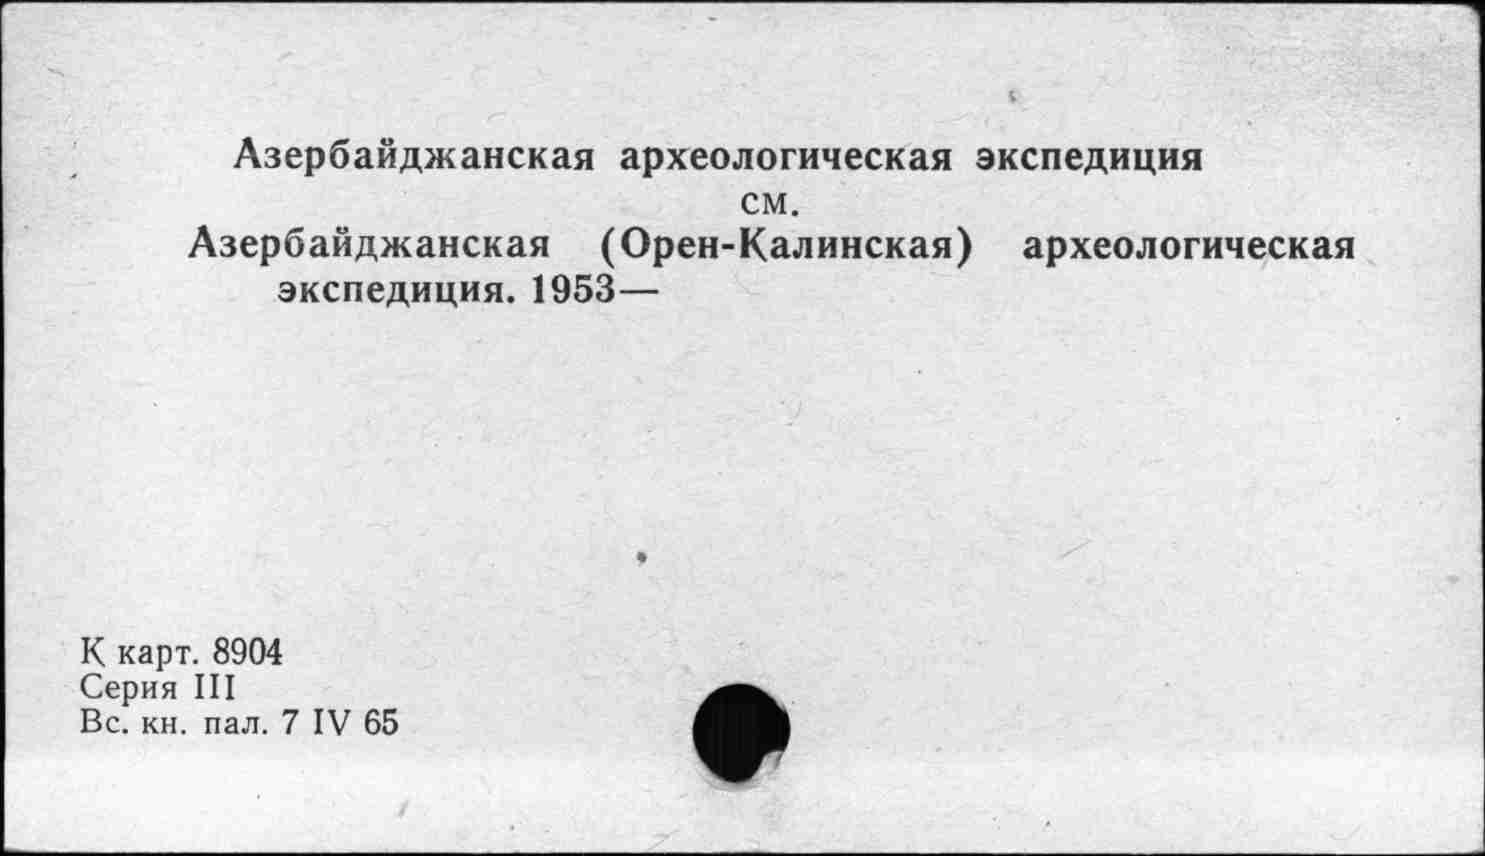 Азербайджанская археологическая экспедиция
см.
Азербайджанская (Орен-Калинская) археологическая
экспедиция. 1953—
К карт. 8904
Серия III
Вс. кн. пал. 7 IV 65